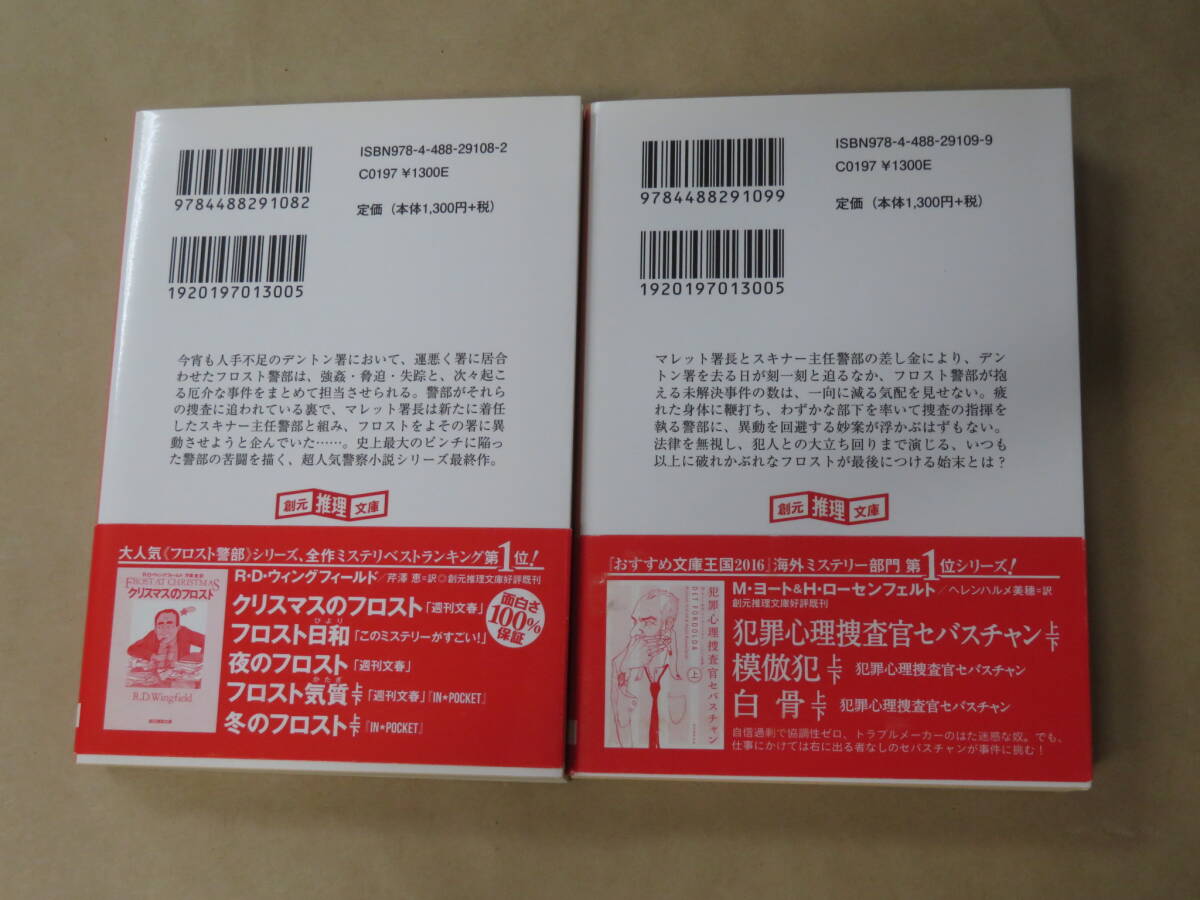 ISBN978-4-488-29108-2
C0197 ¥1300E
9784488291082
定価（本体1,300円+税）
1920197013005
今宵も人手不足のデントン署において、運悪く署に居合
わせたフロスト警部は、強姦・脅迫・失踪と、次々起こ
る厄介な事件をまとめて担当させられる。警部がそれら
の捜査に追われている裏で、マレット署長は新たに着任
したスキナー主任警部と組み、フロストをよその署に異
動させようと企んでいた……。史上最大のピンチに陥っ
た警部の苦闘を描く、超人気警察小説シリーズ最終作。
創元推理文庫
大人気《フロスト警部》シリーズ、全作ミステリベストランキング第1位！
R・D・ウィングフィールド／芹澤 恵=訳◎創元推理文庫好評既刊
FROST AT CHRISTMAS
クリスマスのフロスト
R.D.Wingfield
クリスマスのフロスト「週刊文春」
ひより
フロスト日和「このミステリーがすごい！」
夜のフロスト「週刊文春」
かたぎ
フロスト気質上下「週刊文春」『IN★POCKET』
冬のフロスト上下『IN★POCKET』
面白さ
100%
保証
ISBN978-4-488-29109-9
C0197 ¥1300E
9784488291099
定価（本体1,300円+税）
1920197013005
マレット署長とスキナー主任警部の差し金により、デン
トン署を去る日が刻一刻と迫るなか、フロスト警部が抱
える未解決事件の数は、一向に減る気配を見せない。疲
れた身体に鞭打ち、わずかな部下を率いて捜査の指揮を
執る警部に、異動を回避する妙案が浮かぶはずもない。
法律を無視し、犯人との大立ち回りまで演じる、いつも
以上に破れかぶれなフロストが最後につける始末とは？
創元推理文庫
『おすすめ文庫王国2016』海外ミステリー部門 第1位シリーズ！
M・ヨート&H・ローセンフェルト／ヘレンハルメ美穂=訳
創元推理文庫好評既刊
犯罪心理捜査官セバスチャン 上
DET FÖRDOLDA
犯罪心理捜査官セバスチャン上下
模倣犯上下 犯罪心理捜査官セバスチャン
白骨上下 犯罪心理捜査官セバスチャン
自信過剰で協調性ゼロ、トラブルメーカーのはた迷惑な奴。でも、
仕事にかけては右に出る者なしのセバスチャンが事件に挑む！